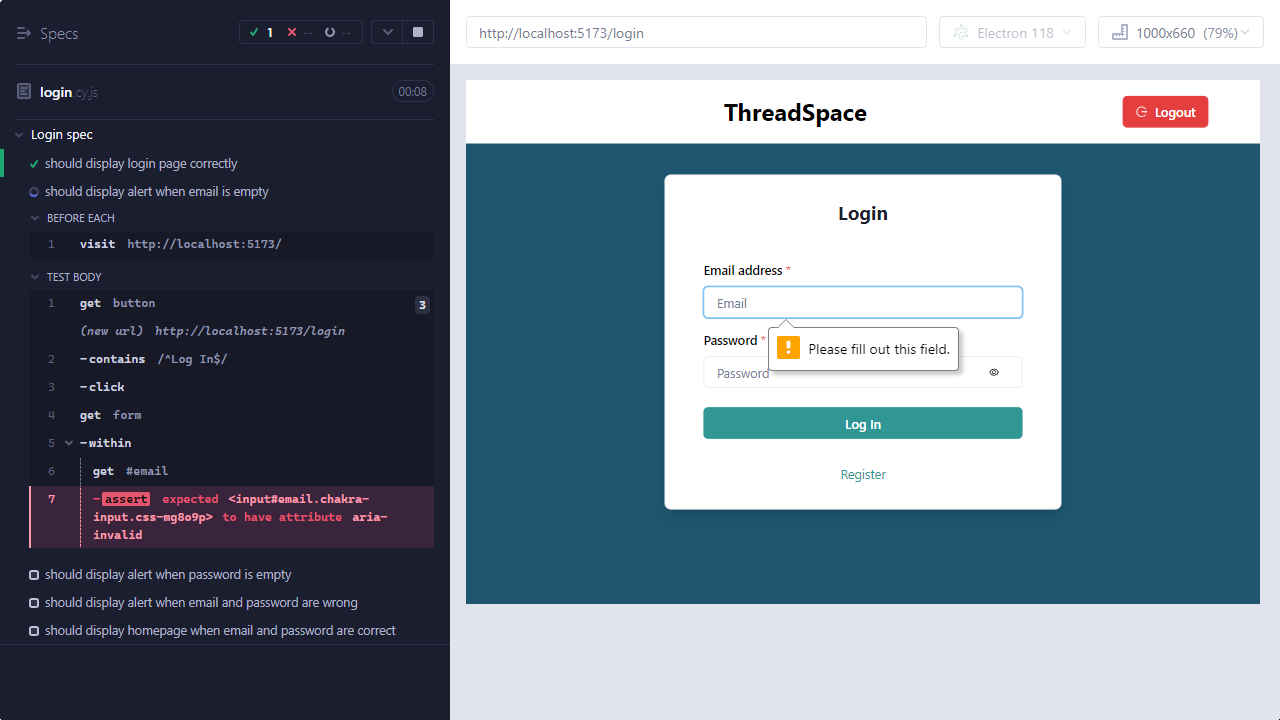 Specs
1 -- --
login.cy.js
00:08
Login spec
should display login page correctly
should display alert when email is empty
BEFORE EACH
1 visit http://localhost:5173/
TEST BODY
1 get button 3
(new url) http://localhost:5173/login
2 -contains /^Log In$/
3 -click
4 get form
5 -within
6 get #email
7 -assert expected <input#email.chakra-
input.css-mg8o9p> to have attribute aria-
invalid
should display alert when password is empty
should display alert when email and password are wrong
should display homepage when email and password are correct
http://localhost:5173/login
Electron 118
1000x660 (79%)
ThreadSpace
Logout
Login
Email address *
Email
Password *
Please fill out this field.
Password
Log In
Register